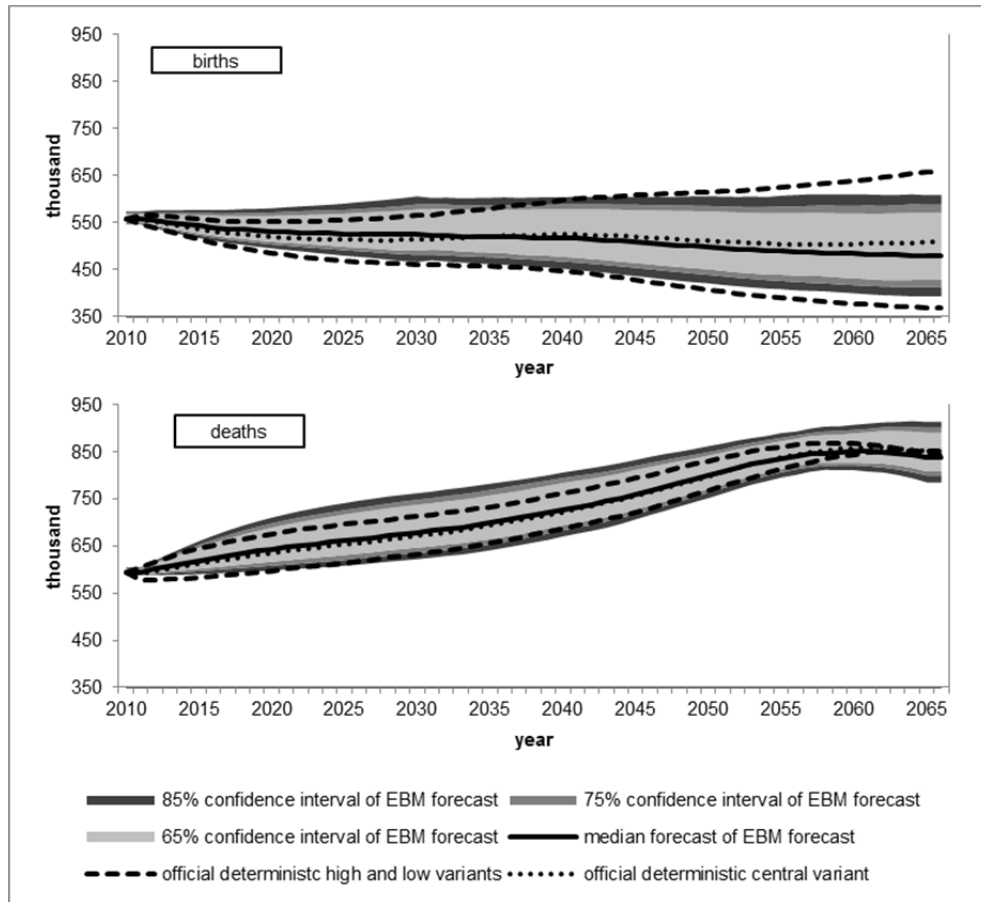 950
births
850
750
650
550
450
350
thousand
2010 2015 2020 2025 2030 2035 2040 2045 2050 2055 2060 2065
year
950
deaths
850
750
650
550
450
350
thousand
2010 2015 2020 2025 2030 2035 2040 2045 2050 2055 2060 2065
year
85% confidence interval of EBM forecast
75% confidence interval of EBM forecast
65% confidence interval of EBM forecast
median forecast of EBM forecast
official determinstc high and low variants
official deterministic central variant